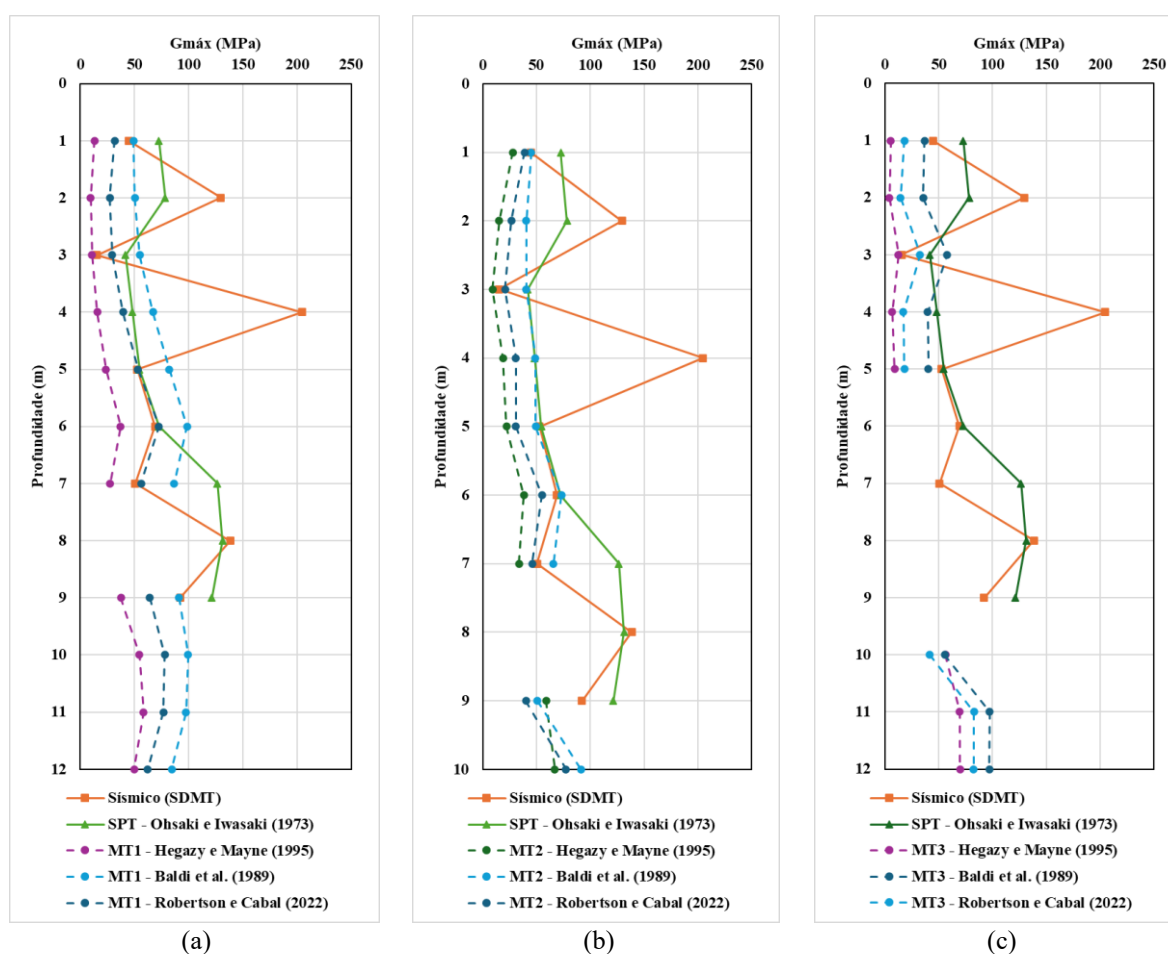 Gmáx (MPa)
0 50 100 150 200 250
0
1
2
3
4
5
6
7
8
9
10
11
12
Profundidade (m)
Sísmico (SDMT)
SPT - Ohsaki e Iwasaki (1973)
MT1 - Hegazy e Mayne (1995)
MT1 - Baldi et al. (1989)
MT1 - Robertson e Cabal (2022)
(a)
Gmáx (MPa)
0 50 100 150 200 250
0
1
2
3
4
5
6
7
8
9
10
Profundidade (m)
Sísmico (SDMT)
SPT - Ohsaki e Iwasaki (1973)
MT2 - Hegazy e Mayne (1995)
MT2 - Baldi et al. (1989)
MT2 - Robertson e Cabal (2022)
(b)
Gmáx (MPa)
0 50 100 150 200 250
0
1
2
3
4
5
6
7
8
9
10
11
12
Profundidade (m)
Sísmico (SDMT)
SPT - Ohsaki e Iwasaki (1973)
MT3 - Hegazy e Mayne (1995)
MT3 - Baldi et al. (1989)
MT3 - Robertson e Cabal (2022)
(c)